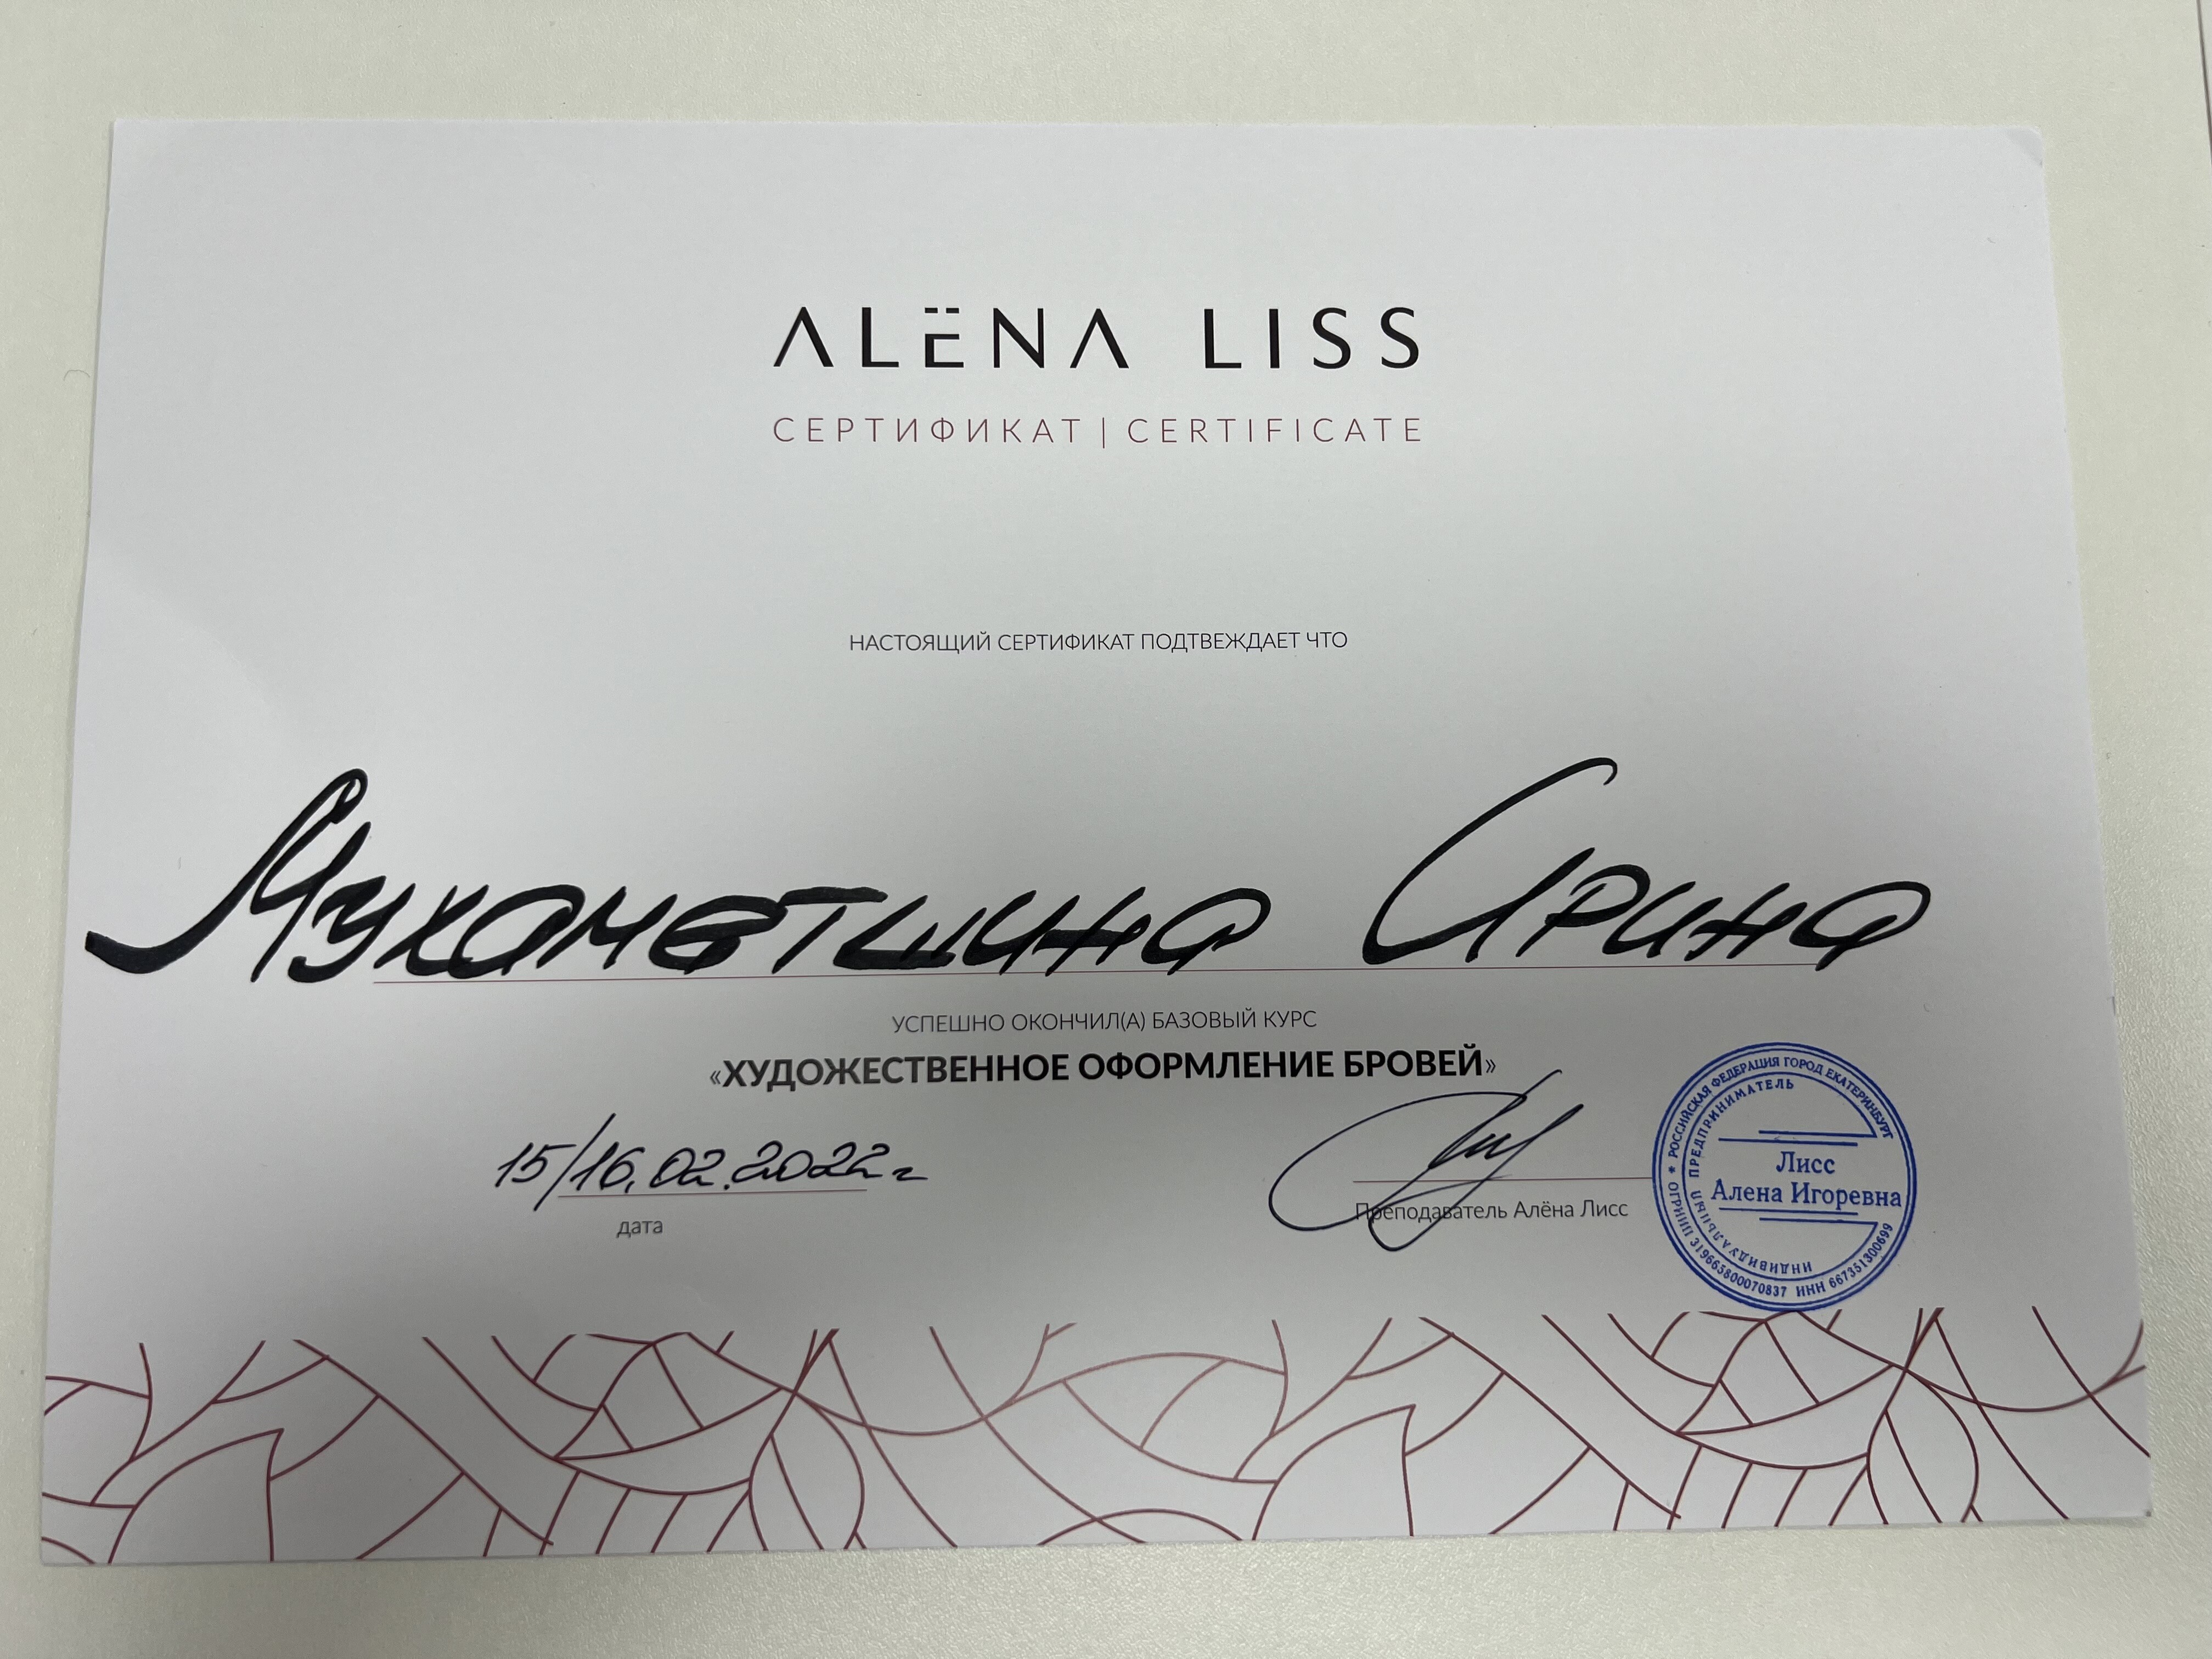 ALЁNA LISS
СЕРТИФИКАТ | CERTIFICATE
НАСТОЯЩИЙ СЕРТИФИКАТ ПОДТВЕЖДАЕТ ЧТО
Мухаметшина Ирина
УСПЕШНО ОКОНЧИЛ(А) БАЗОВЫЙ КУРС
«ХУДОЖЕСТВЕННОЕ ОФОРМЛЕНИЕ БРОВЕЙ»
15/16.02.2022г
дата
Преподаватель Алёна Лисс
* РОССИЙСКАЯ ФЕДЕРАЦИЯ ГОРОД ЕКАТЕРИНБУРГ
ОГРНИП 319665800070837 ИНН 667351300699
ИНДИВИДУАЛЬНЫЙ ПРЕДПРИНИМАТЕЛЬ
Лисс
Алена Игоревна